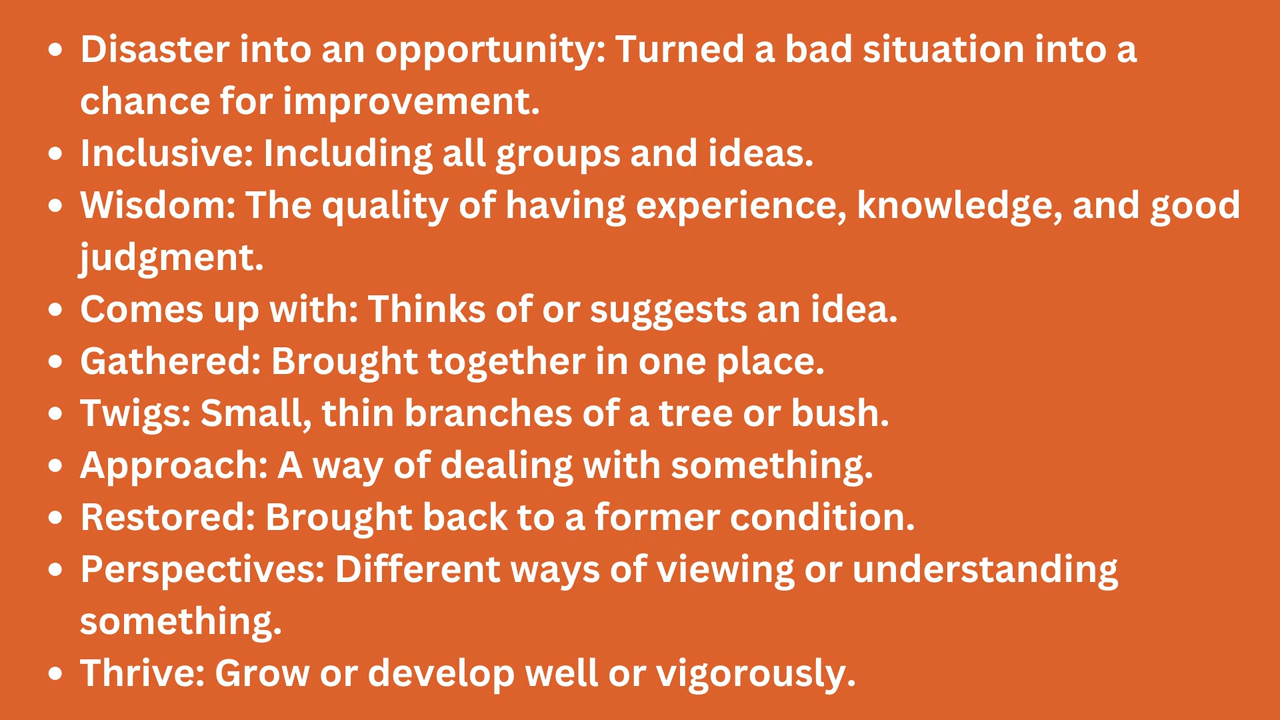 • Disaster into an opportunity: Turned a bad situation into a
chance for improvement.
• Inclusive: Including all groups and ideas.
• Wisdom: The quality of having experience, knowledge, and good
judgment.
• Comes up with: Thinks of or suggests an idea.
• Gathered: Brought together in one place.
• Twigs: Small, thin branches of a tree or bush.
• Approach: A way of dealing with something.
• Restored: Brought back to a former condition.
• Perspectives: Different ways of viewing or understanding
something.
• Thrive: Grow or develop well or vigorously.